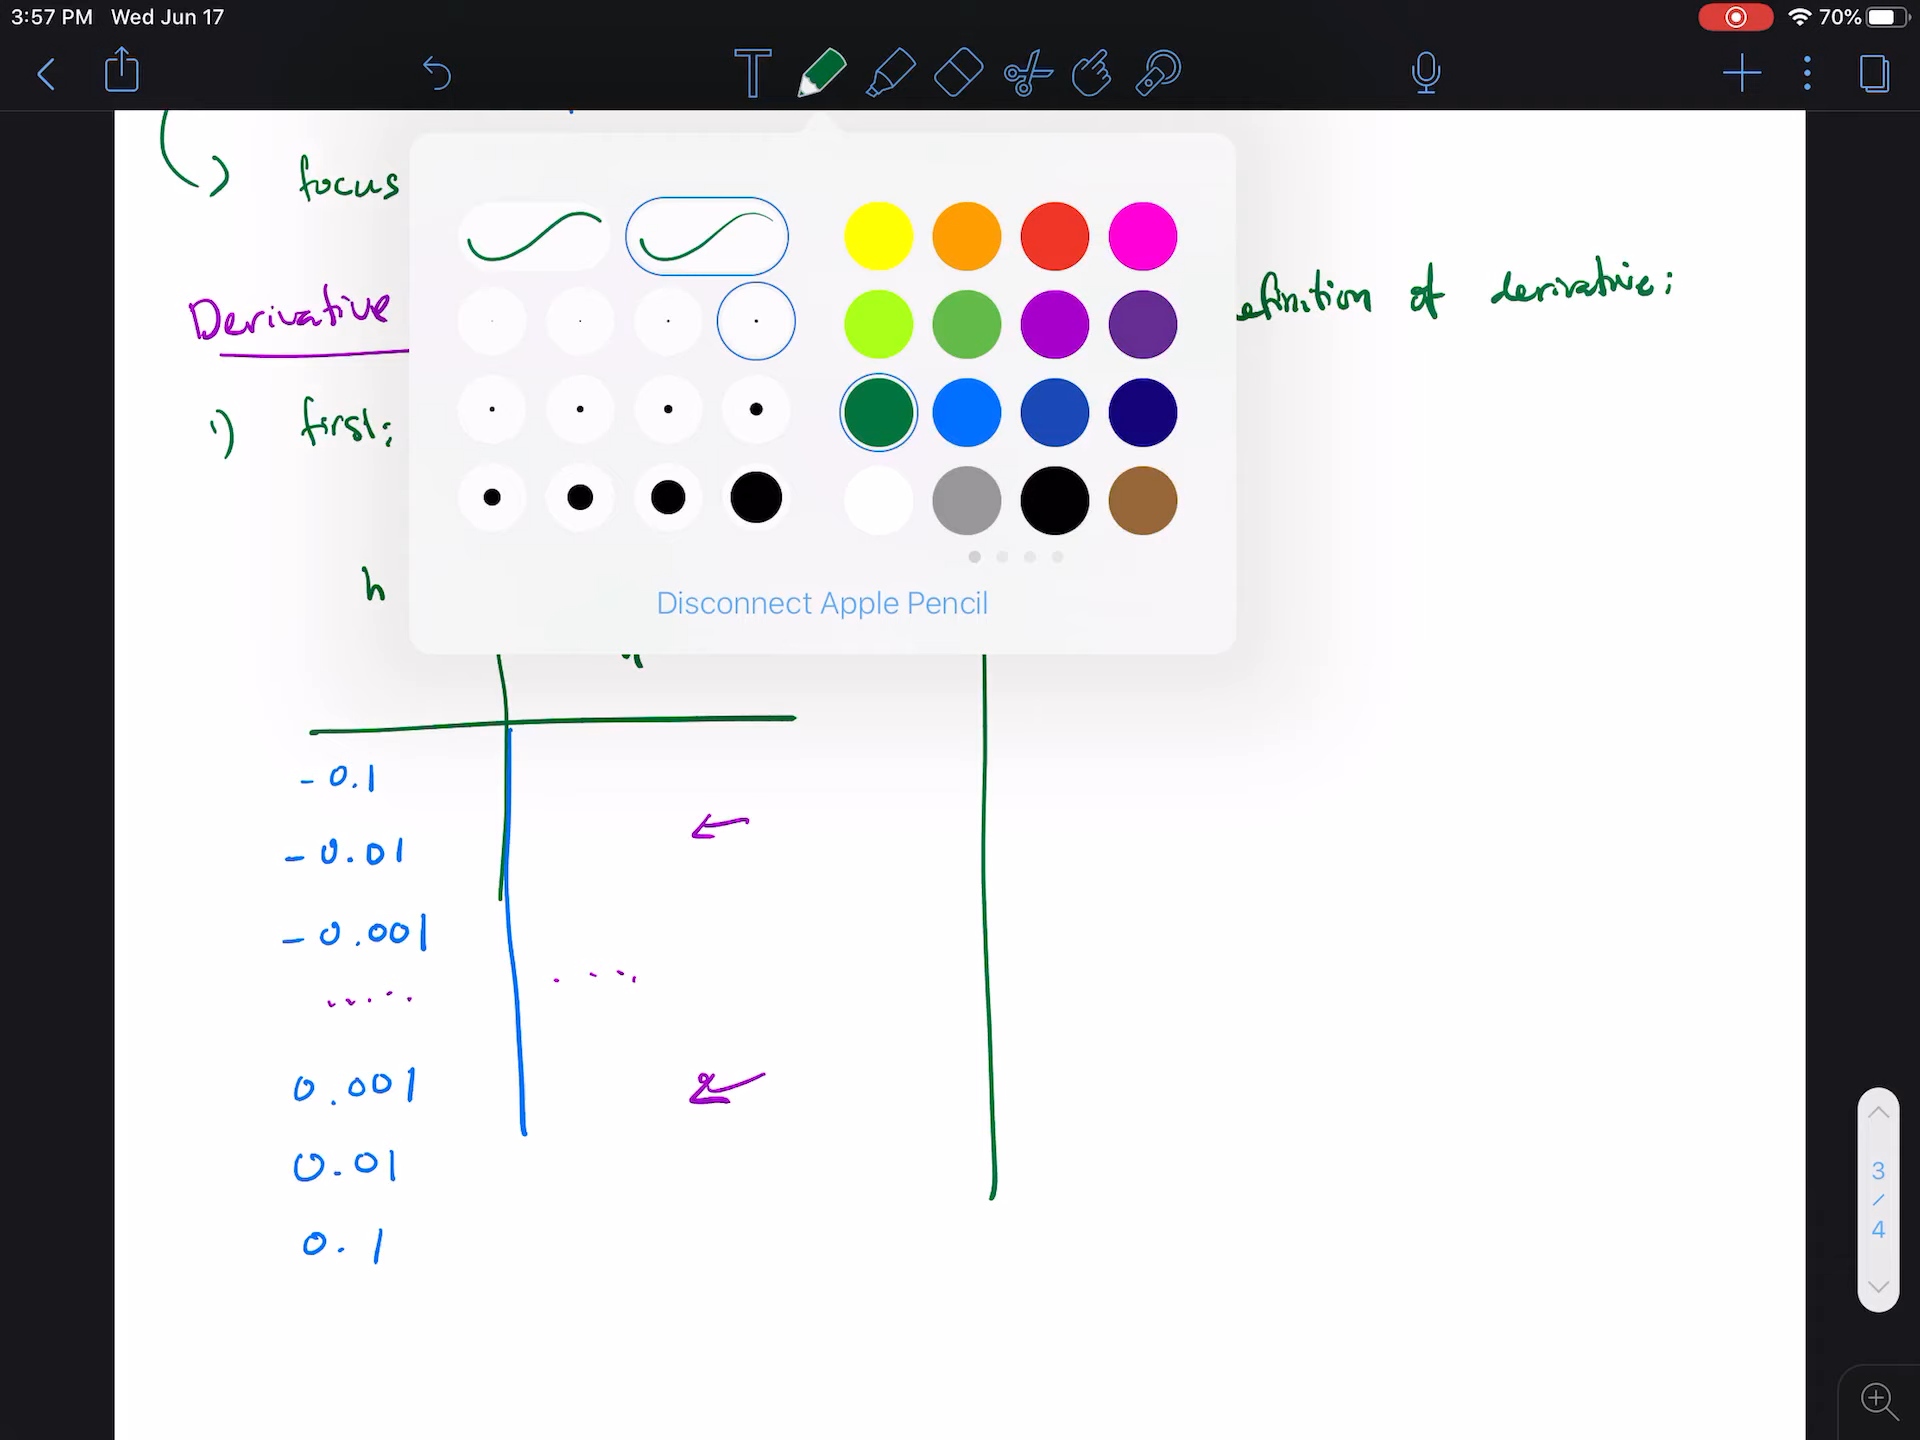 3:57 PM Wed Jun 17 70%
T
focus
Derivative efinition of derivative:
1) first:
Disconnect Apple Pencil
h
-0.1
-0.01
-0.001
.....
....
0.001
0.01
0.1
3
/
4